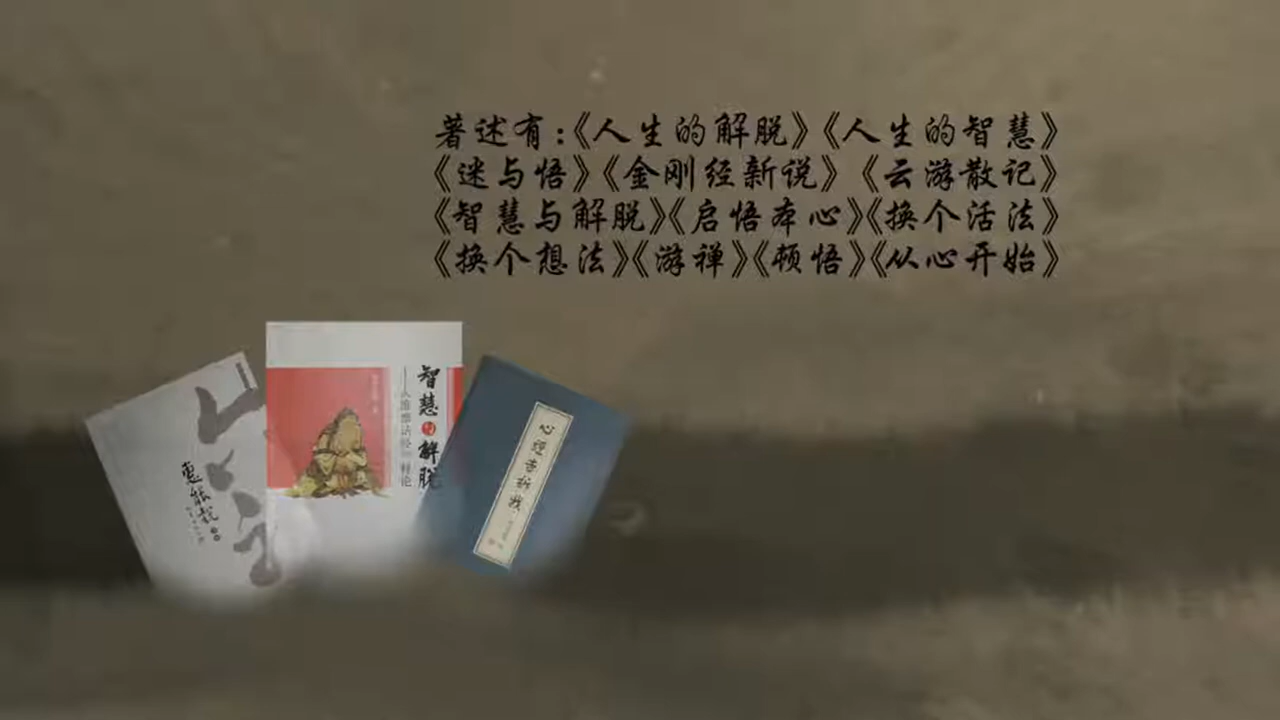 著述有:《人生的解脱》《人生的智慧》
《迷与悟》《金刚经新说》《云游散记》
《智慧与解脱》《启悟本心》《换个活法》
《换个想法》《游禅》《顿悟》《从心开始》
智慧与解脱
心经告诉我